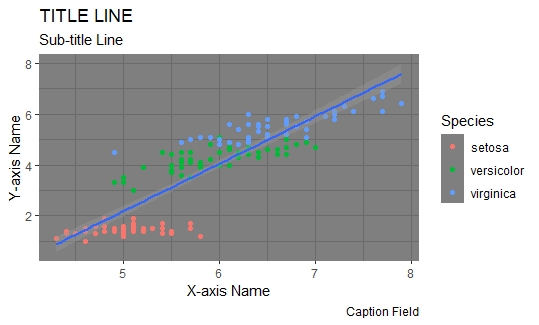 TITLE LINE
Sub-title Line
Y-axis Name
8
6
4
2
5
6
7
8
X-axis Name
Species
setosa
versicolor
virginica
Caption Field